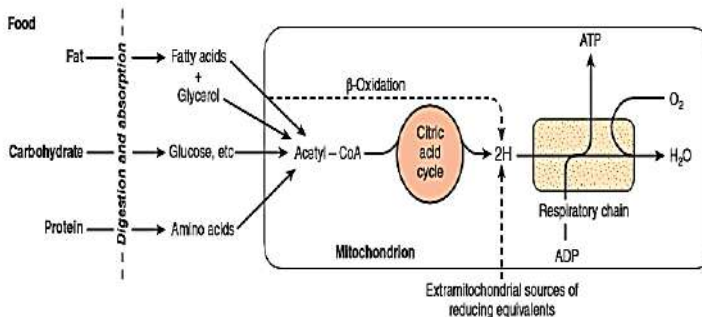 Food
Fat
Digestion and absorption
Fatty acids
+
Glycerol
β-Oxidation
ATP
O2
Carbohydrate
Glucose, etc
Acetyl – CoA
Citric
acid
cycle
2H
H2O
Respiratory chain
Protein
Amino acids
Mitochondrion
ADP
Extramitochondrial sources of
reducing equivalents